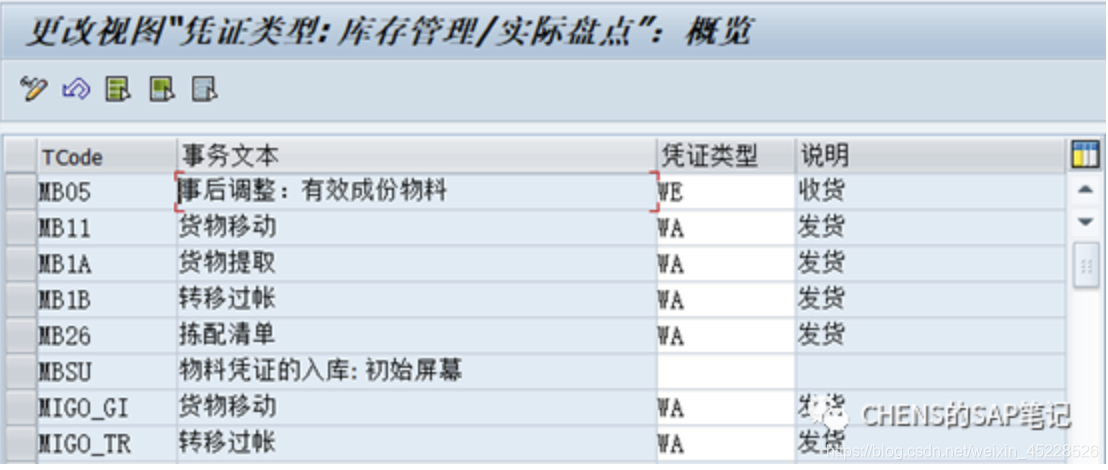 更改视图“凭证类型: 库存管理/实际盘点”: 概览
TCode 事务文本 凭证类型 说明
MB05 事后调整: 有效成份物料 WE 收货
MB11 货物移动 WA 发货
MB1A 货物提取 WA 发货
MB1B 转移过帐 WA 发货
MB26 拣配清单 WA 发货
MBSU 物料凭证的入库: 初始屏幕
MIGO_GI 货物移动 WA 发货
CHENS的SAP笔记
MIGO_TR 转移过帐 WA 发货
https://blog.csdn.net/weixin_45228526